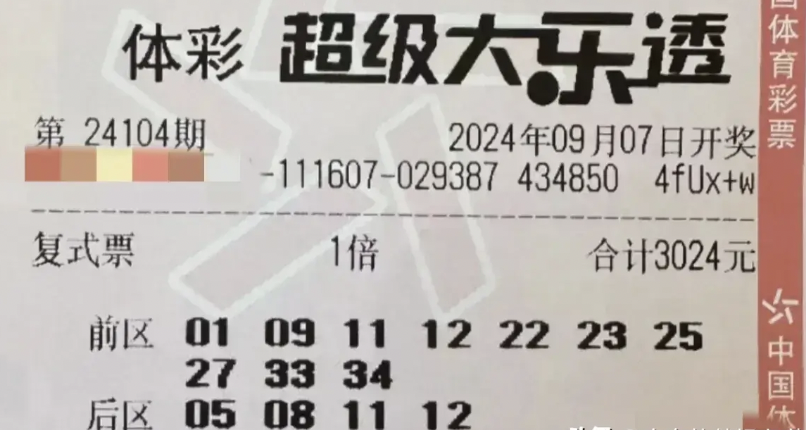 体彩 超级大乐透
第 24104期
2024年09月07日开奖
-111607-029387 434850 4fUx+w
复式票 1倍 合计3024元
前区 01 09 11 12 22 23 25
27 33 34
后区 05 08 11 12
国体育彩票
中国体